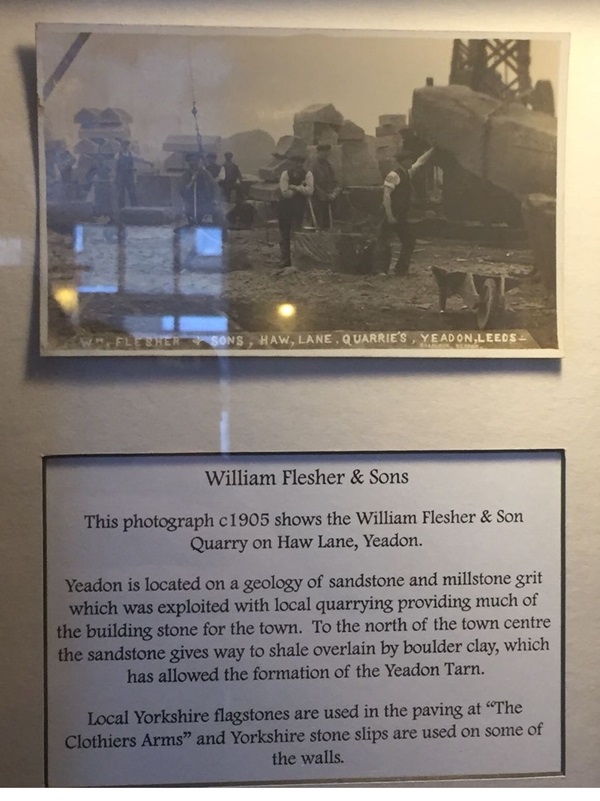 Wᴹ, FLESHER & SONS, HAW, LANE. QUARRIE'S, YEADON, LEEDS-
William Flesher & Sons
This photograph c1905 shows the William Flesher & Son
Quarry on Haw Lane, Yeadon.
Yeadon is located on a geology of sandstone and millstone grit
which was exploited with local quarrying providing much of
the building stone for the town. To the north of the town centre
the sandstone gives way to shale overlain by boulder clay, which
has allowed the formation of the Yeadon Tarn.
Local Yorkshire flagstones are used in the paving at “The
Clothiers Arms” and Yorkshire stone slips are used on some of
the walls.